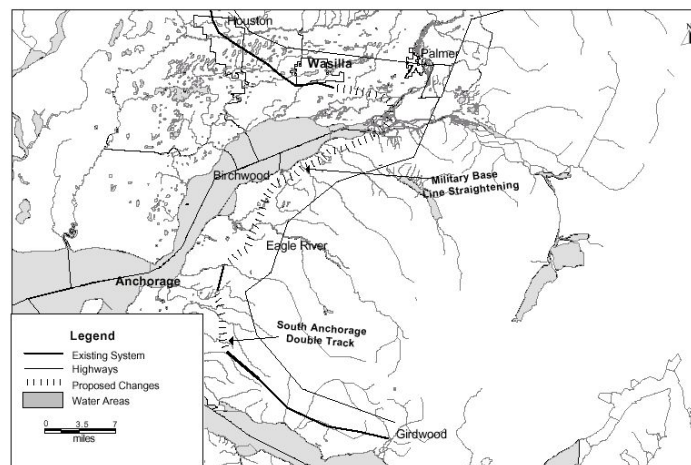 Houston
N
Palmer
Wasilla
Birchwood
Military Base
Line Straightening
Eagle River
Anchorage
South Anchorage
Double Track
Legend
Existing System
Highways
Proposed Changes
Water Areas
0 3.5 7
miles
Girdwood